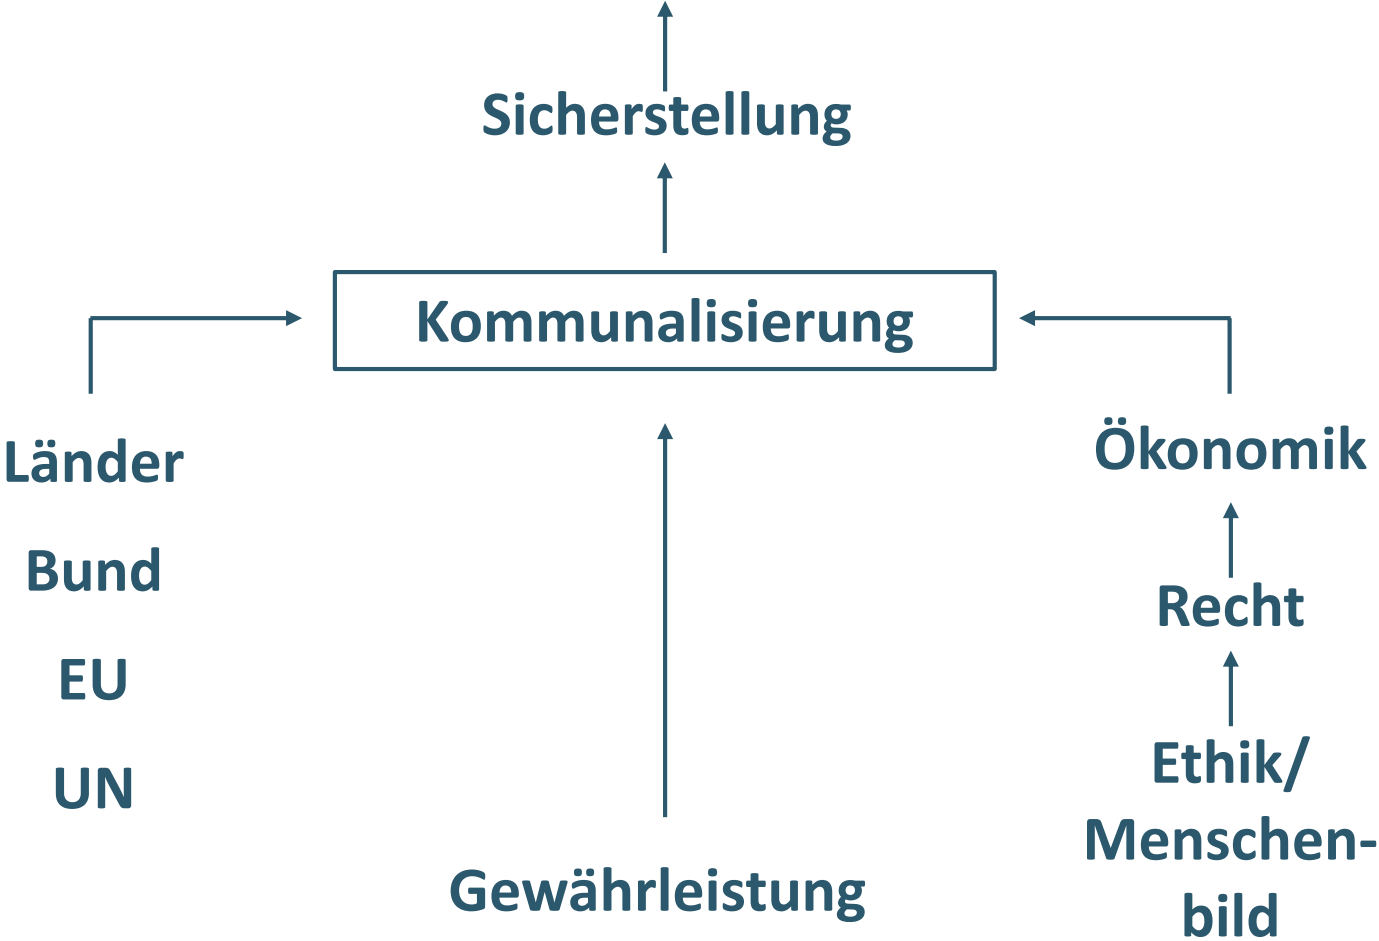 Sicherstellung
Kommunalisierung
Länder
Bund
EU
UN
Gewährleistung
Ökonomik
Recht
Ethik/
Menschen-
bild